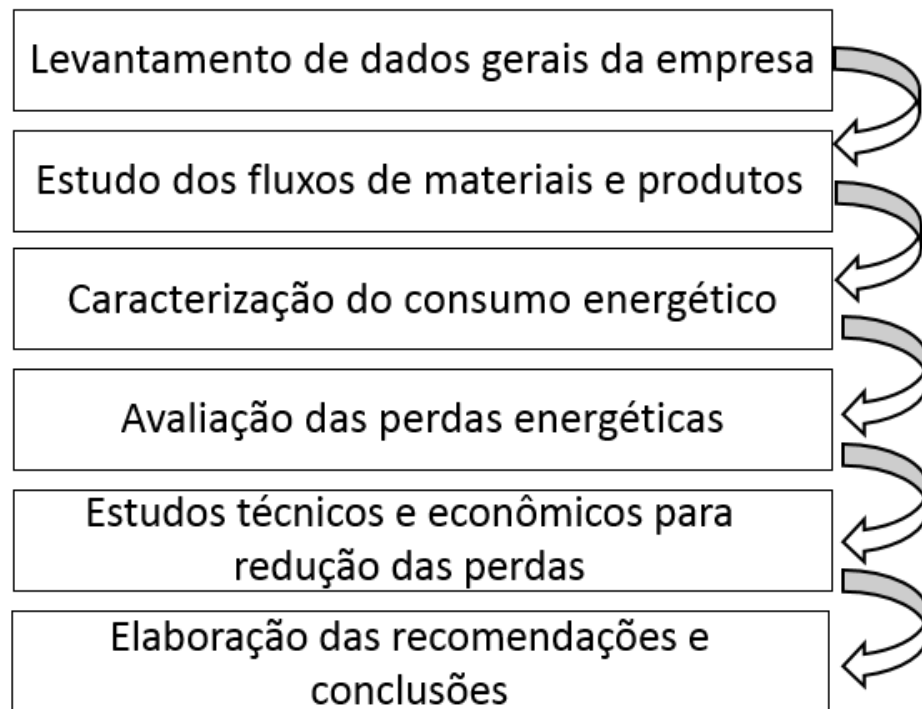 Levantamento de dados gerais da empresa
Estudo dos fluxos de materiais e produtos
Caracterização do consumo energético
Avaliação das perdas energéticas
Estudos técnicos e econômicos para
redução das perdas
Elaboração das recomendações e
conclusões